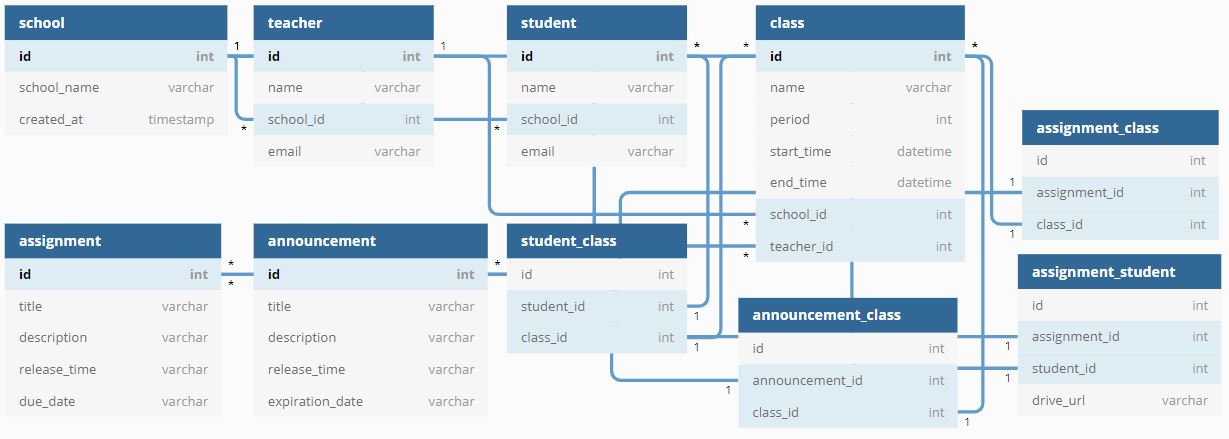 school
id int
school_name varchar
created_at timestamp
teacher
id int
name varchar
school_id int
email varchar
student
id int
name varchar
school_id int
email varchar
class
id int
name varchar
period int
start_time datetime
end_time datetime
school_id int
teacher_id int
assignment_class
id int
assignment_id int
class_id int
assignment
id int
title varchar
description varchar
release_time varchar
due_date varchar
announcement
id int
title varchar
description varchar
release_time varchar
expiration_date varchar
student_class
id int
student_id int
class_id int
announcement_class
id int
announcement_id int
class_id int
assignment_student
id int
assignment_id int
student_id int
drive_url varchar
1
*
1
*
*
*
*
*
*
1
1
*
*
*
1
1
1
1
1
1